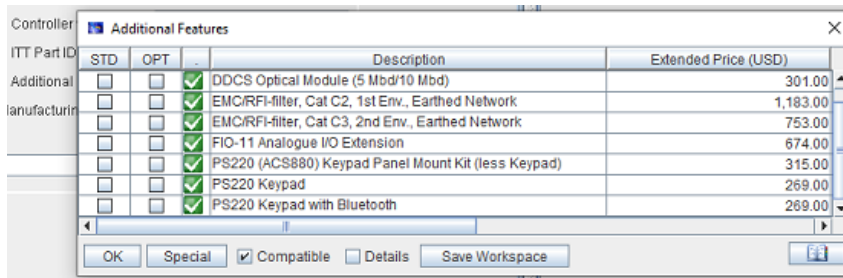 Controller
Additional Features
ITT Part ID
STD OPT . Description Extended Price (USD)
Additional
DDCS Optical Module (5 Mbd/10 Mbd) 301.00
EMC/RFI-filter, Cat C2, 1st Env., Earthed Network 1,183.00
EMC/RFI-filter, Cat C3, 2nd Env., Earthed Network 753.00
FIO-11 Analogue I/O Extension 674.00
PS220 (ACS880) Keypad Panel Mount Kit (less Keypad) 315.00
PS220 Keypad 269.00
PS220 Keypad with Bluetooth 269.00
OK Special Compatible Details Save Workspace